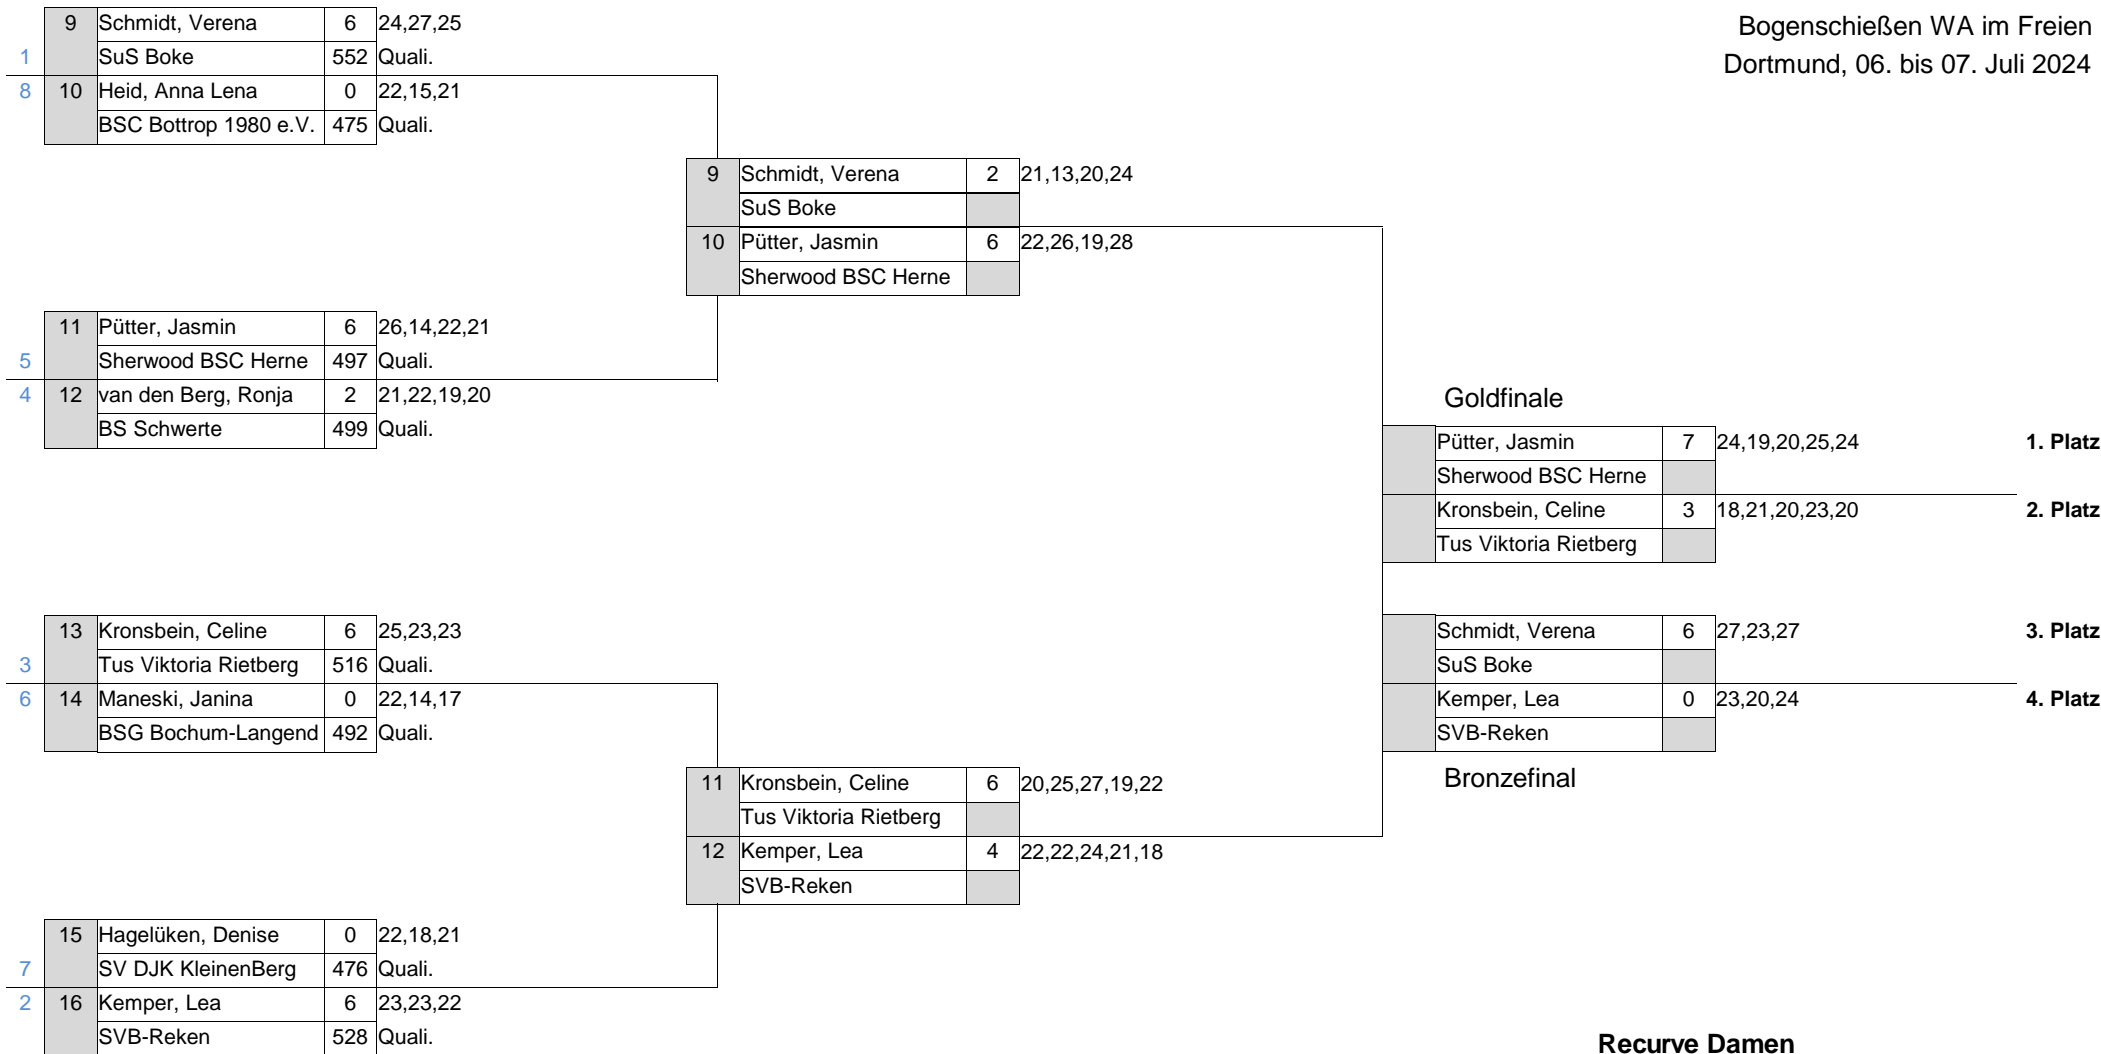 Bogenschießen WA im Freien
Dortmund, 06. bis 07. Juli 2024
9 Schmidt, Verena 6 24,27,25
1 SuS Boke 552 Quali.
8 10 Heid, Anna Lena 0 22,15,21
BSC Bottrop 1980 e.V. 475 Quali.
9 Schmidt, Verena 2 21,13,20,24
SuS Boke
10 Pütter, Jasmin 6 22,26,19,28
Sherwood BSC Herne
11 Pütter, Jasmin 6 26,14,22,21
5 Sherwood BSC Herne 497 Quali.
4 12 van den Berg, Ronja 2 21,22,19,20
BS Schwerte 499 Quali.
Goldfinale
Pütter, Jasmin 7 24,19,20,25,24 1. Platz
Sherwood BSC Herne
Kronsbein, Celine 3 18,21,20,23,20 2. Platz
Tus Viktoria Rietberg
13 Kronsbein, Celine 6 25,23,23
3 Tus Viktoria Rietberg 516 Quali.
6 14 Maneski, Janina 0 22,14,17
BSG Bochum-Langend 492 Quali.
Schmidt, Verena 6 27,23,27 3. Platz
SuS Boke
Kemper, Lea 0 23,20,24 4. Platz
SVB-Reken
Bronzefinal
11 Kronsbein, Celine 6 20,25,27,19,22
Tus Viktoria Rietberg
12 Kemper, Lea 4 22,22,24,21,18
SVB-Reken
15 Hagelüken, Denise 0 22,18,21
7 SV DJK KleinenBerg 476 Quali.
2 16 Kemper, Lea 6 23,23,22
SVB-Reken 528 Quali.
Recurve Damen